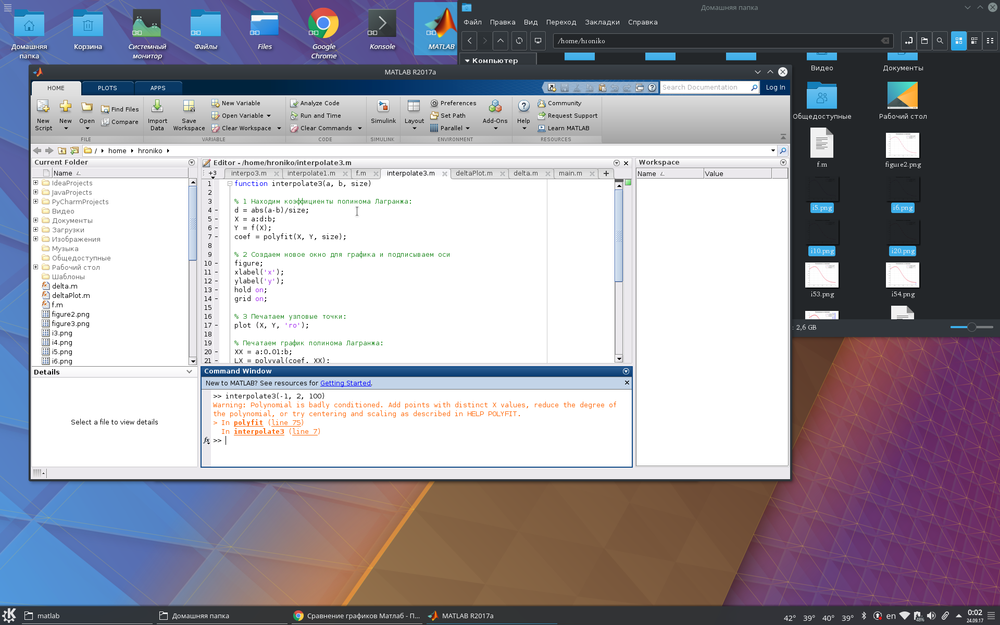 Домашняя папка
Корзина
Системный монитор
Файлы
Files
Google Chrome
Konsole
MATLAB
Домашняя папка
Файл Правка Вид Переход Закладки Справка
/home/hroniko
Компьютер
Видео
Документы
Общедоступные
Рабочий стол
f.m
figure2.png
i5.png
i6.png
i10.png
i20.png
i53.png
i54.png
: 2,6 GB
MATLAB R2017a
HOME PLOTS APPS
Search Documentation
Log In
New Script
New
Open
Find Files
Compare
FILE
Import Data
Save Workspace
New Variable
Open Variable
Clear Workspace
VARIABLE
Analyze Code
Run and Time
Clear Commands
CODE
Simulink
SIMULINK
Layout
Preferences
Set Path
Parallel
Add-Ons
ENVIRONMENT
Help
Community
Request Support
Learn MATLAB
RESOURCES
/ home hroniko
Current Folder
Name
IdeaProjects
JavaProjects
PyCharmProjects
Видео
Документы
Загрузки
Изображения
Музыка
Общедоступные
Рабочий стол
Шаблоны
delta.m
deltaPlot.m
f.m
figure2.png
figure3.png
i3.png
i4.png
i5.png
i6.png
Details
Select a file to view details
Editor - /home/hroniko/interpolate3.m
+3 interpo3.m interpolate1.m f.m interpolate3.m deltaPlot.m delta.m main.m +
1 function interpolate3(a, b, size)
2
3 % 1 Находим коэффициенты полинома Лагранжа:
4 - d = abs(a-b)/size;
5 - X = a:d:b;
6 - Y = f(X);
7 - coef = polyfit(X, Y, size);
8
9 % 2 Создаем новое окно для графика и подписываем оси
10 - figure;
11 - xlabel('x');
12 - ylabel('y');
13 - hold on;
14 - grid on;
15
16 % 3 Печатаем узловые точки:
17 - plot (X, Y, 'ro');
18
19 % Печатаем график полинома Лагранжа:
20 - XX = a:0.01:b;
21 - LX = polyval(coef, XX);
Command Window
New to MATLAB? See resources for Getting Started.
>> interpolate3(-1, 2, 100)
Warning: Polynomial is badly conditioned. Add points with distinct X values, reduce the degree of
the polynomial, or try centering and scaling as described in HELP POLYFIT.
> In polyfit (line 75)
In interpolate3 (line 7)
fx >>
Workspace
Name Value
matlab
Домашняя папка
Сравнение графиков Матлаб - П...
MATLAB R2017a
42° 39° 40° 39°
en
48%
0:02
24.09.17